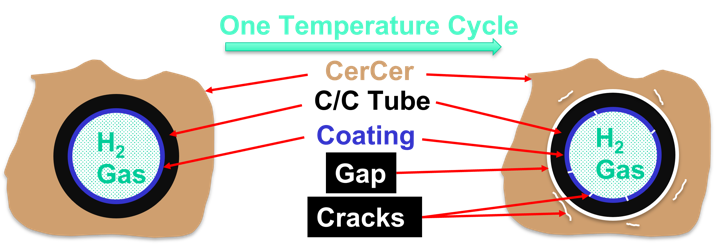 One Temperature Cycle
CerCer
C/C Tube
Coating
Gap
Cracks
H₂
Gas
H₂
Gas